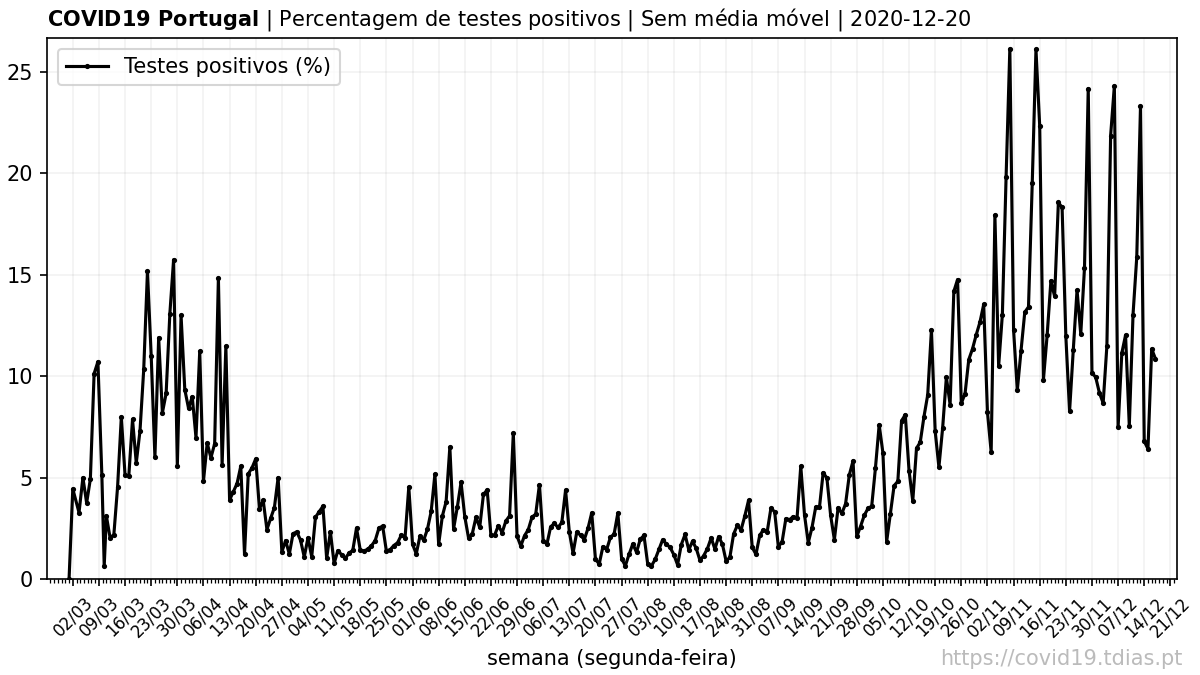 COVID19 Portugal | Percentagem de testes positivos | Sem média móvel | 2020-12-20
Testes positivos (%)
25
20
15
10
5
0
02/03 09/03 16/03 23/03 30/03 06/04 13/04 20/04 27/04 04/05 11/05 18/05 25/05 01/06 08/06 15/06 22/06 29/06 06/07 13/07 20/07 27/07 03/08 10/08 17/08 24/08 31/08 07/09 14/09 21/09 28/09 05/10 12/10 19/10 26/10 02/11 09/11 16/11 23/11 30/11 07/12 14/12 21/12
semana (segunda-feira)
https://covid19.tdias.pt